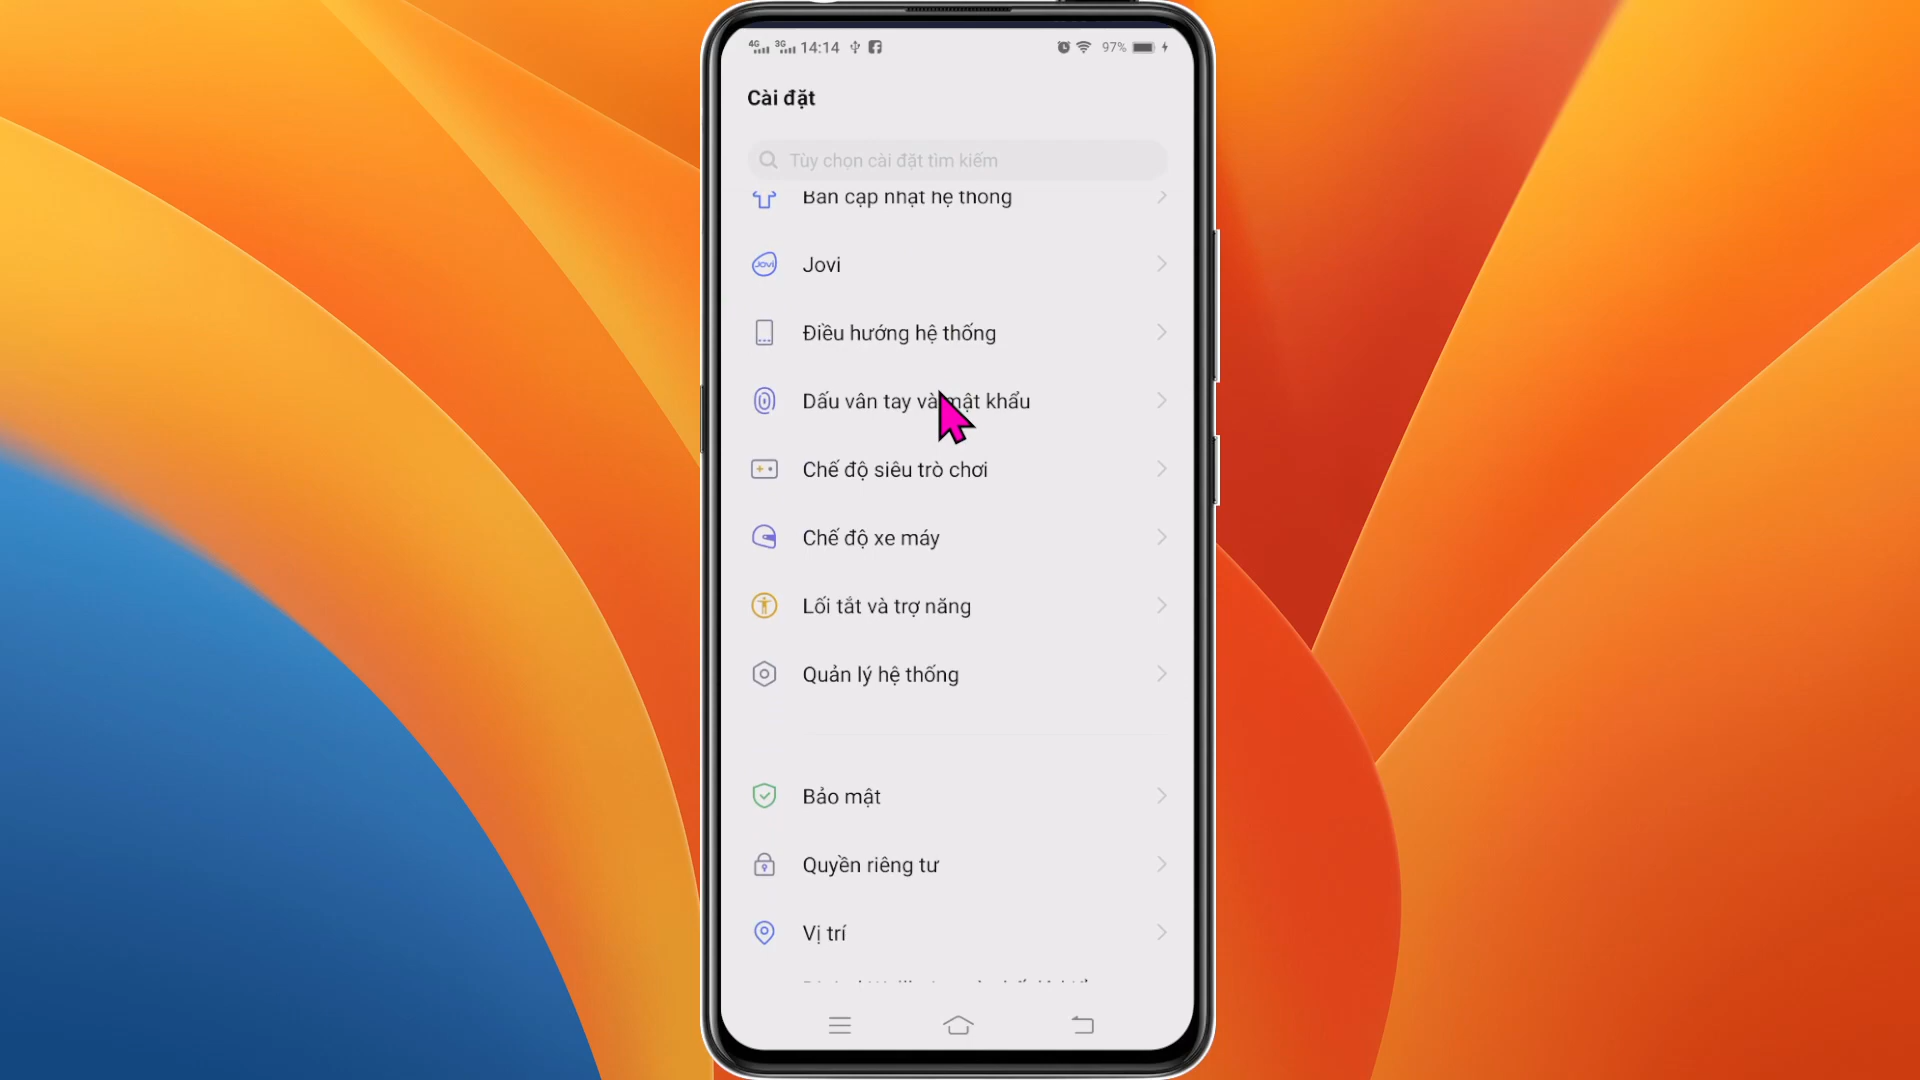 4G 3G 14:14 97%
Cài đặt
Tùy chọn cài đặt tìm kiếm
Bản cập nhật hệ thống
Jovi
Điều hướng hệ thống
Dấu vân tay và mật khẩu
Chế độ siêu trò chơi
Chế độ xe máy
Lối tắt và trợ năng
Quản lý hệ thống
Bảo mật
Quyền riêng tư
Vị trí